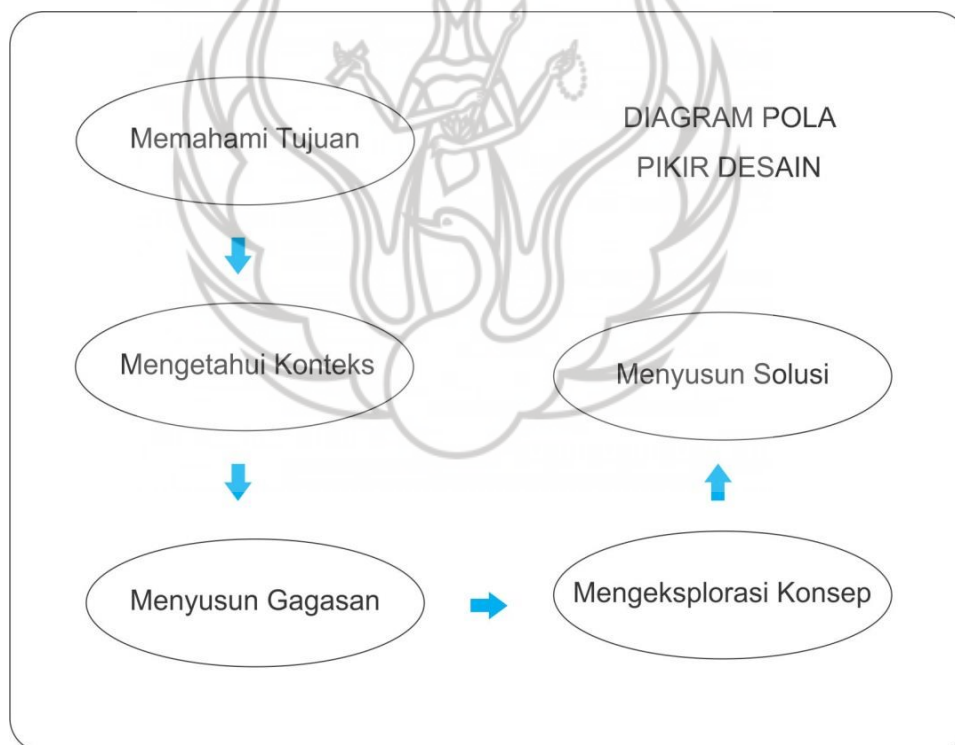 DIAGRAM POLA
PIKIR DESAIN
Memahami Tujuan
Mengetahui Konteks
Menyusun Gagasan
Mengeksplorasi Konsep
Menyusun Solusi